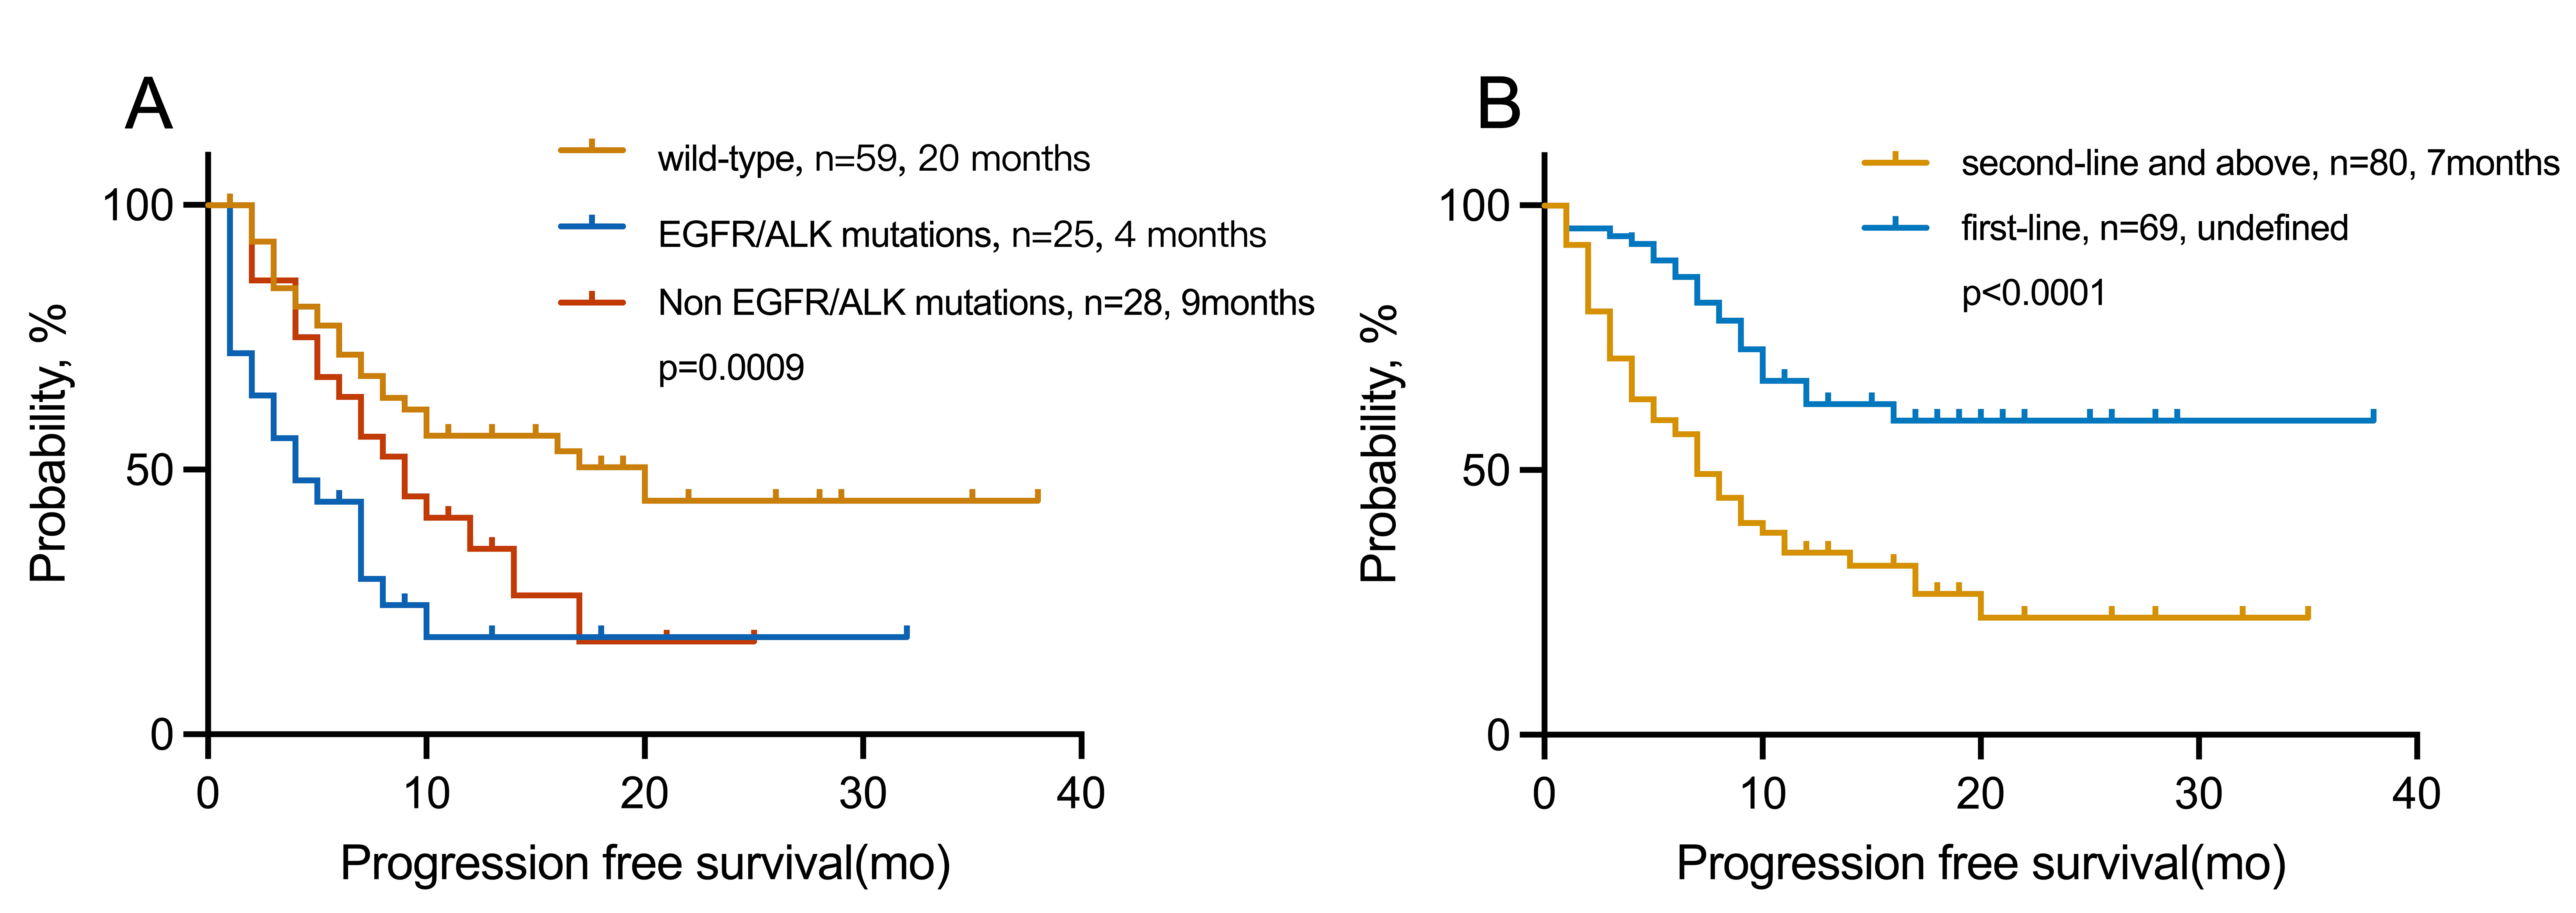 A
wild-type, n=59, 20 months
EGFR/ALK mutations, n=25, 4 months
Non EGFR/ALK mutations, n=28, 9months
p=0.0009
Probability, %
100
50
0
0 10 20 30 40
Progression free survival(mo)
B
second-line and above, n=80, 7months
first-line, n=69, undefined
p<0.0001
Probability, %
100
50
0
0 10 20 30 40
Progression free survival(mo)